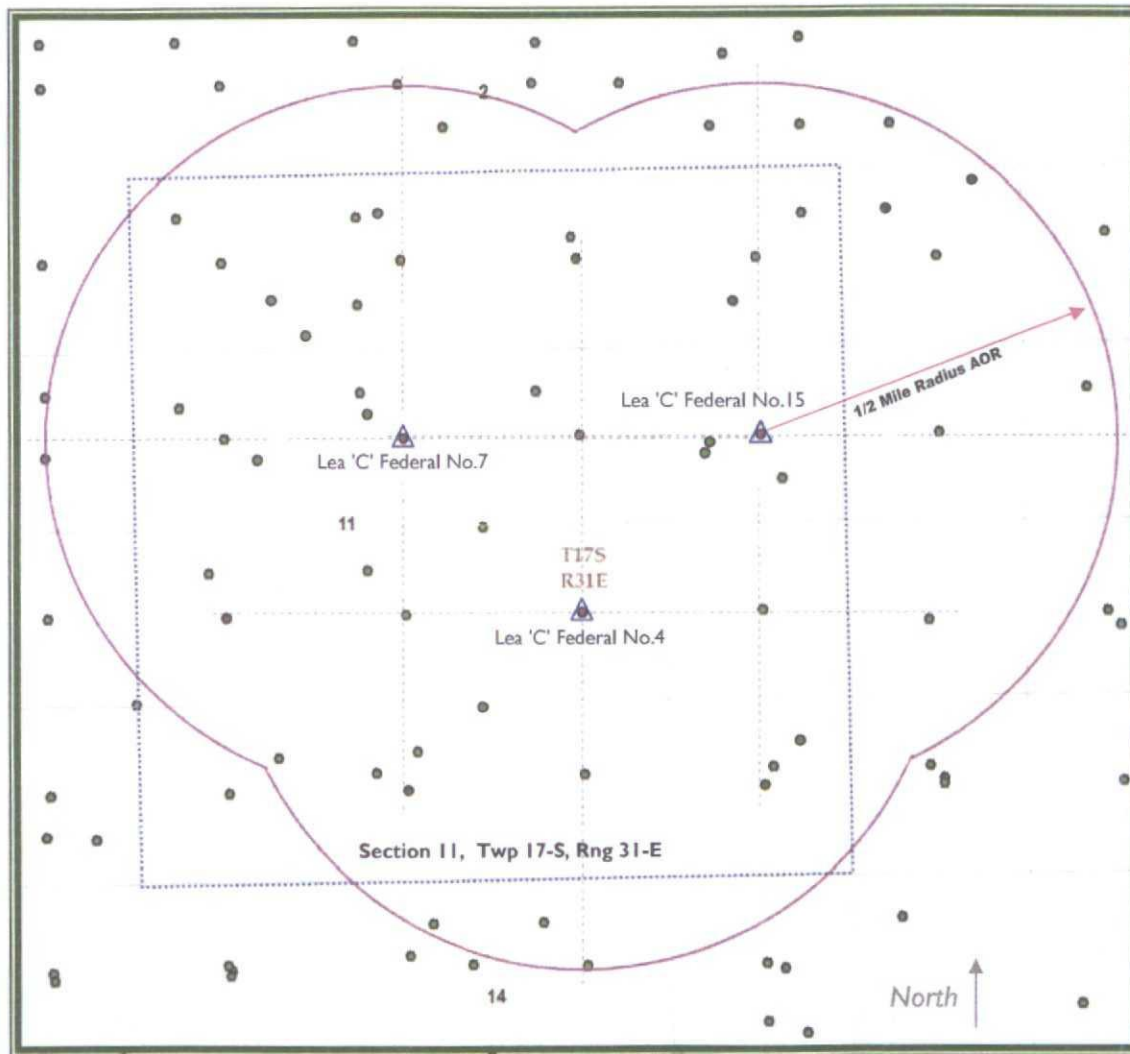 2
Lea 'C' Federal No.15
1/2 Mile Radius AOR
Lea 'C' Federal No.7
11
T17S
R31E
Lea 'C' Federal No.4
Section 11, Twp 17-S, Rng 31-E
14
North